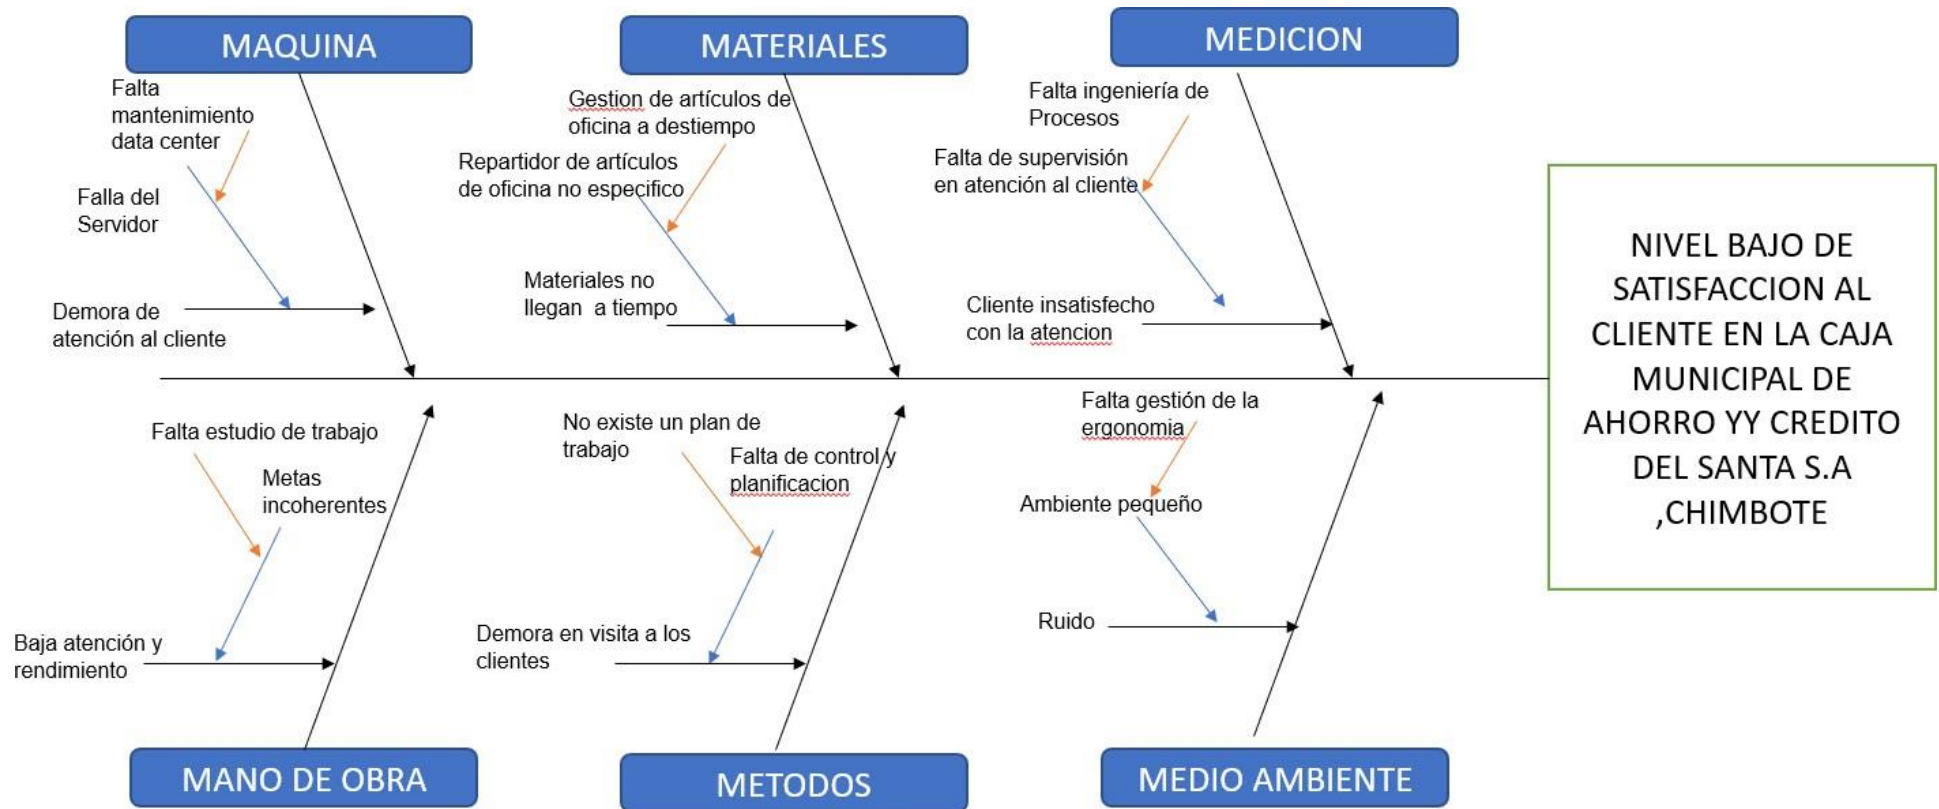 MAQUINA
MATERIALES
MEDICION
Falta
mantenimiento
data center
Falla del
Servidor
Demora de
atención al cliente
Gestion de artículos de
oficina a destiempo
Repartidor de artículos
de oficina no especifico
Materiales no
llegan a tiempo
Falta ingeniería de
Procesos
Falta de supervisión
en atención al cliente
Cliente insatisfecho
con la atencion
NIVEL BAJO DE
SATISFACCION AL
CLIENTE EN LA CAJA
MUNICIPAL DE
AHORRO YY CREDITO
DEL SANTA S.A
,CHIMBOTE
Falta estudio de trabajo
Metas
incoherentes
Baja atención y
rendimiento
No existe un plan de
trabajo
Falta de control y
planificacion
Demora en visita a los
clientes
Falta gestión de la
ergonomia
Ambiente pequeño
Ruido
MANO DE OBRA
METODOS
MEDIO AMBIENTE